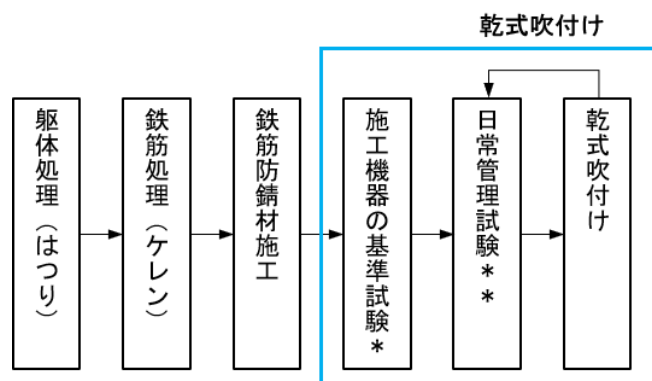 乾式吹付け
躯体処理（はつり）
鉄筋処理（ケレン）
鉄筋防錆材施工
施工機器の基準試験＊
日常管理試験＊＊
乾式吹付け